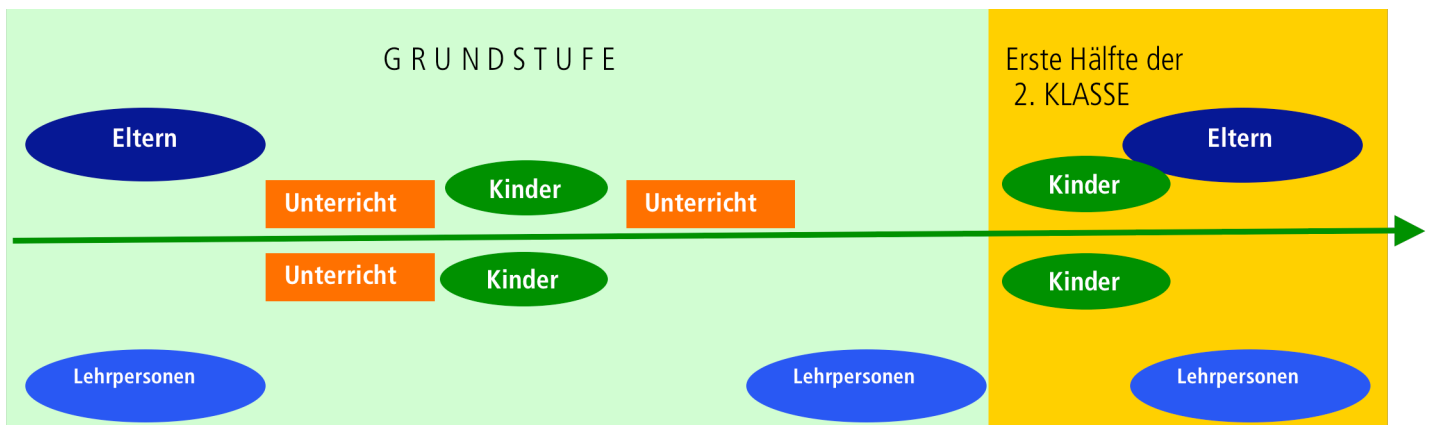 GRUNDSTUFE
Erste Hälfte der
2. KLASSE
Eltern
Eltern
Kinder
Kinder
Unterricht
Unterricht
Unterricht
Kinder
Kinder
Lehrpersonen
Lehrpersonen
Lehrpersonen